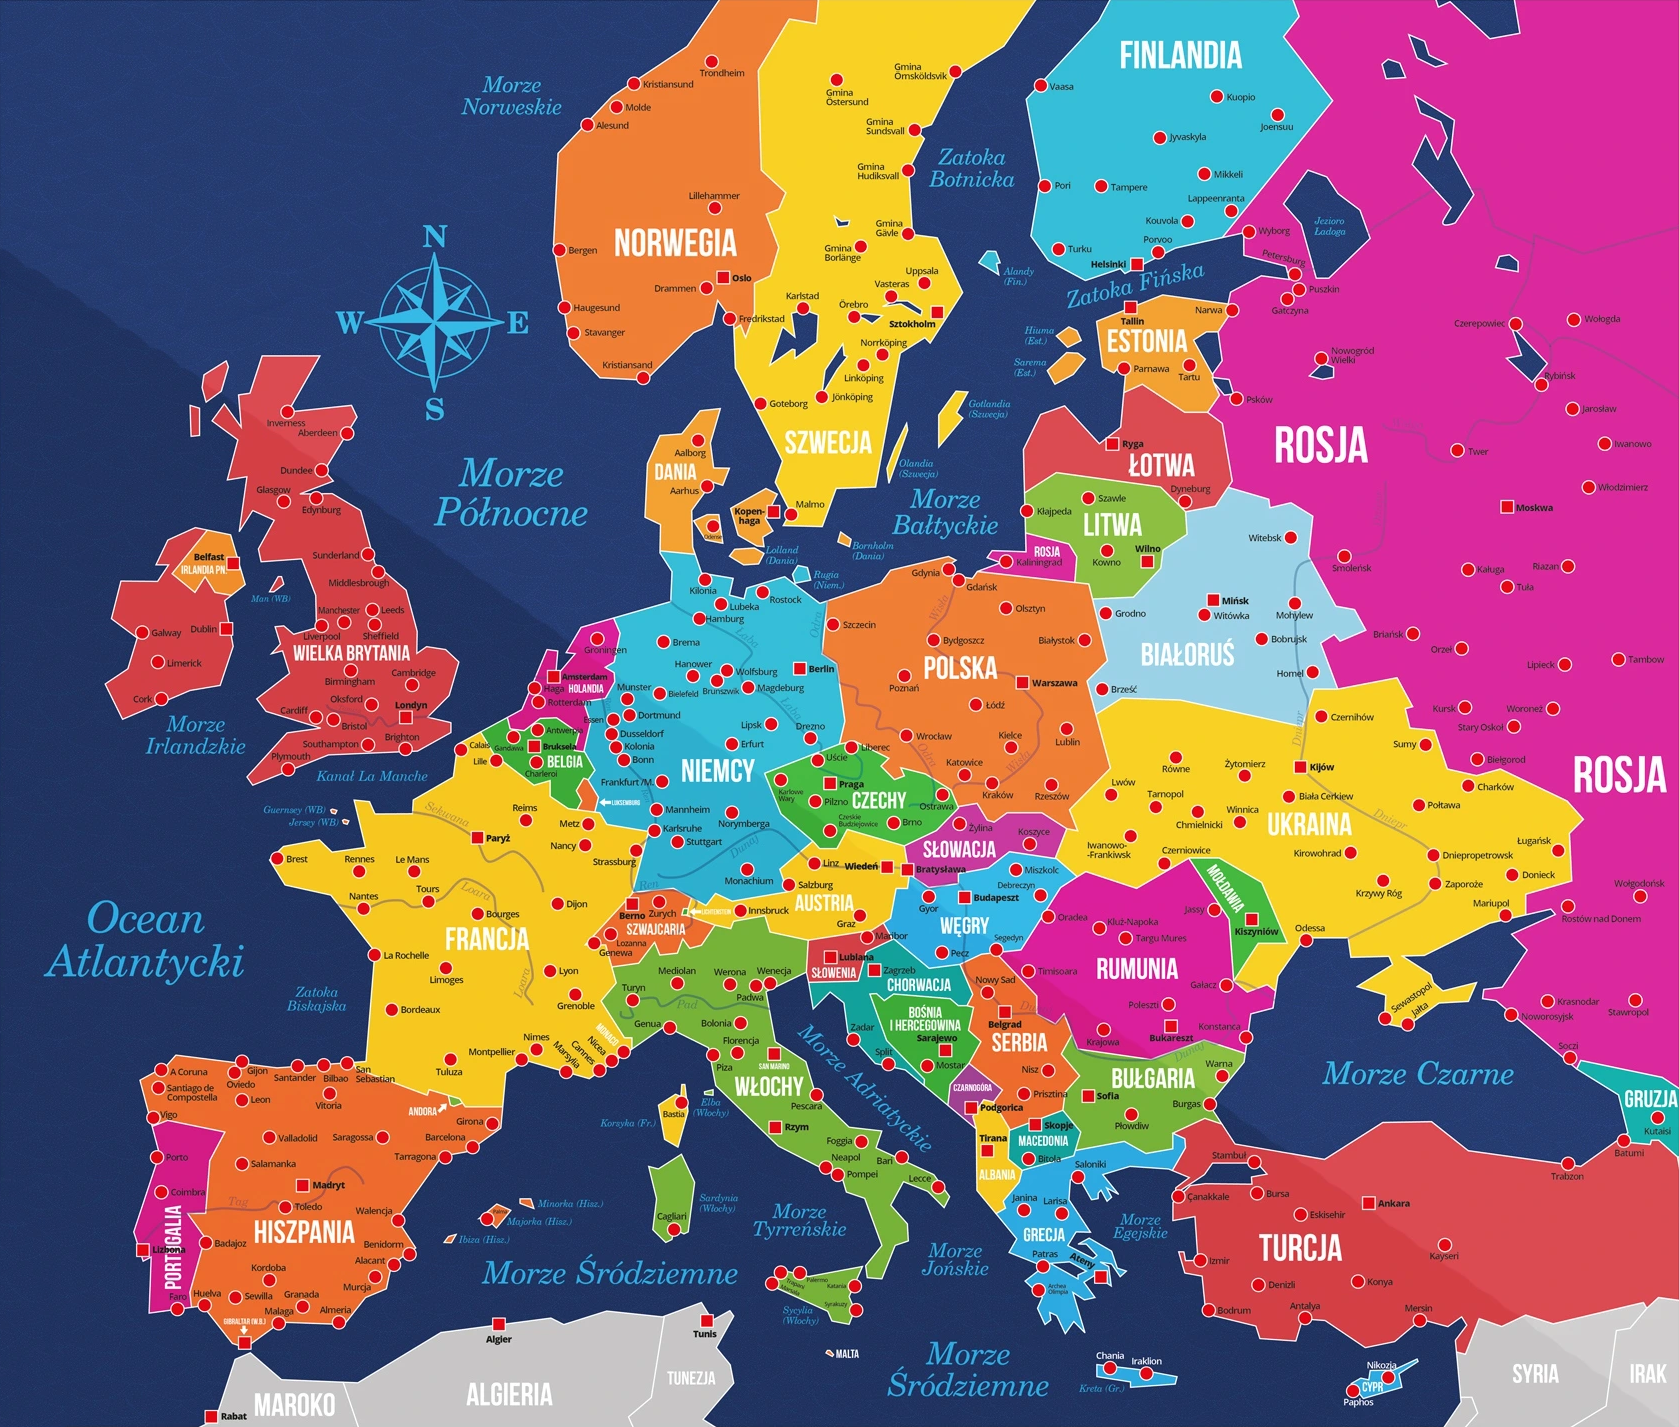 FINLANDIA
Morze
Norweskie
Trondheim
Kristiansund
Molde
Alesund
Gmina
Östersund
Gmina
Örnsköldsvik
Gmina
Sundsvall
Gmina
Hudiksvall
Zatoka
Botnicka
Vaasa
Kuopio
Joensuu
Jyvaskyla
Mikkeli
Pori
Tampere
Lappeenranta
Kouvola
Turku
Porvoo
Helsinki
Zatoka Fińska
Wyborg
Petersburg
Puszkin
Gatczyna
Jezioro
Ładoga
Alandy
(Fin.)
Lillehammer
NORWEGIA
Bergen
Oslo
Drammen
Haugesund
Stavanger
Fredrikstad
Kristiansand
Gmina
Gävle
Gmina
Borlänge
Uppsala
Vasteras
Karlstad
Örebro
Sztokholm
Norrköping
Linköping
Jönköping
Goteborg
SZWECJA
Malmo
Gotlandia
(Szwecja)
Olandia
(Szwecja)
N
W
E
S
Tallin
Narwa
Hiuma
(Est.)
ESTONIA
Sarema
(Est.)
Parnawa
Tartu
Psków
Nowogród
Wielki
Czerepowiec
Wołogda
Rybińsk
Jarosław
Iwanowo
Twer
Włodzimierz
Moskwa
ROSJA
Ryga
ŁOTWA
Dyneburg
Szawle
Kłajpeda
LITWA
Kowno
Wilno
ROSJA
Kaliningrad
Morze
Północne
Morze
Bałtyckie
Aalborg
DANIA
Aarhus
Odense
Kopen-
haga
Lolland
(Dania)
Bornholm
(Dania)
Rugia
(Niem.)
Inverness
Aberdeen
Dundee
Glasgow
Edynburg
Belfast
IRLANDIA PN.
Sunderland
Middlesbrough
Man (WB)
Manchester
Leeds
Liverpool
Sheffield
WIELKA BRYTANIA
Birmingham
Cambridge
Oksford
Londyn
Cardiff
Bristol
Southampton
Brighton
Plymouth
Galway
Dublin
Limerick
Cork
Morze
Irlandzkie
Kanał La Manche
Guernsey (WB)
Jersey (WB)
Witebsk
Smoleńsk
Kaługa
Riazan
Tuła
Mińsk
Grodno
Witówka
Mohylew
Bobrujsk
BIAŁORUŚ
Homel
Brześć
Briańsk
Orzeł
Lipieck
Tambow
Kursk
Woroneż
Stary Oskoł
Biełgorod
ROSJA
Gdynia
Gdańsk
Olsztyn
Szczecin
Bydgoszcz
Białystok
POLSKA
Poznań
Warszawa
Łódź
Wrocław
Kielce
Lublin
Katowice
Kraków
Rzeszów
Wisła
Wisła
Odra
Odra
Kilonia
Lubeka
Rostock
Hamburg
Brema
Łaba
Hanower
Wolfsburg
Berlin
Munster
Bielefeld
Brunszwik
Magdeburg
Essen
Dortmund
Dusseldorf
Kolonia
Bonn
Lipsk
Drezno
Łaba
Erfurt
NIEMCY
Frankfurt /M.
Mannheim
Norymberga
Karlsruhe
Stuttgart
Dunaj
Monachium
Ren
Groningen
Amsterdam
HOLANDIA
Haga
Rotterdam
Antwerpia
Gandawa
Bruksela
BELGIA
Charleroi
LUKSEMBURG
Calais
Lille
Sekwana
Reims
Metz
Nancy
Strassburg
Paryż
Brest
Rennes
Le Mans
Tours
Nantes
Loara
Bourges
Dijon
FRANCJA
La Rochelle
Limoges
Lyon
Loara
Grenoble
Bordeaux
Nimes
Montpellier
Marsylia
Cannes
Nicea
MONACO
Tuluza
Liberec
Uście
Karlowe
Wary
Praga
Pilzno
CZECHY
Ostrawa
Czeskie
Budziejowice
Brno
Żylina
Koszyce
SŁOWACJA
Bratysława
Linz
Wiedeń
Salzburg
AUSTRIA
Innsbruck
Graz
LICHTENSTEIN
Berno
Zurych
SZWAJCARIA
Lozanna
Genewa
Miszkolc
Debreczyn
Gyor
Budapeszt
WĘGRY
Segedyn
Pecz
Lwów
Równe
Żytomierz
Kijów
Czernihów
Sumy
Tarnopol
Winnica
Biała Cerkiew
Chmielnicki
Połtawa
Charków
UKRAINA
Iwanowo-
-Frankiwsk
Czerniowce
Kirowohrad
Dniepr
Dniepr
Dniepropetrowsk
Ługańsk
Krzywy Róg
Zaporoże
Donieck
Mariupol
Odessa
Sewastopol
Jałta
Wołgodońsk
Rostów nad Donem
Krasnodar
Stawropol
Noworosyjsk
Soczi
MOŁDAWIA
Kiszyniów
Jassy
Oradea
Kluż-Napoka
Targu Mures
RUMUNIA
Timisoara
Gałacz
Poleszti
Bukareszt
Konstanca
Krajowa
Dunaj
Ocean
Atlantycki
Zatoka
Biskajska
Mediolan
Werona
Wenecja
Turyn
Padwa
Pad
Genua
Bolonia
Florencja
Piza
SAN MARINO
WŁOCHY
Pescara
Rzym
Foggia
Neapol
Bari
Pompei
Lecce
Elba
(Włochy)
Korsyka (Fr.)
Bastia
Sardynia
(Włochy)
Cagliari
Maribor
Lublana
SŁOWENIA
Zagrzeb
CHORWACJA
Zadar
Split
BOŚNIA
I HERCEGOWINA
Sarajewo
Mostar
Morze Adriatyckie
Nowy Sad
Belgrad
SERBIA
Nisz
Prisztina
CZARNOGÓRA
Podgorica
Skopje
MACEDONIA
Bitola
Tirana
ALBANIA
Warna
BUŁGARIA
Sofia
Burgas
Płowdiw
Morze Czarne
GRUZJA
Kutaisi
Batumi
A Coruna
Gijon
Oviedo
Santander
Bilbao
San
Sebastian
Santiago de
Compostella
Leon
Vitoria
Vigo
ANDORA
Girona
Valladolid
Saragossa
Barcelona
Tarragona
Porto
Salamanka
Coimbra
Madryt
Tag
Toledo
Walencja
HISZPANIA
Lizbona
PORTUGALIA
Badajoz
Benidorm
Alacant
Kordoba
Murcja
Faro
Huelva
Sewilla
Granada
Malaga
Almeria
GIBRALTAR (W.B.)
Minorka (Hisz.)
Palma
Majorka (Hisz.)
Ibiza (Hisz.)
Morze Śródziemne
Morze
Tyrreńskie
Trapani
Marsala
Palermo
Katania
Syrakuzy
Sycylia
(Włochy)
MALTA
Morze
Jońskie
Saloniki
Janina
Larisa
GRECJA
Patras
Ateny
Archea
Olimpia
Morze
Egejskie
Morze
Śródziemne
Chania
Iraklion
Kreta (Gr.)
Stambuł
Çanakkale
Bursa
Ankara
Trabzon
Eskisehir
TURCJA
Kayseri
Izmir
Denizli
Konya
Bodrum
Antalya
Mersin
Nikozja
CYPR
Paphos
Algier
Tunis
TUNEZJA
MAROKO
ALGIERIA
Rabat
SYRIA
IRAK